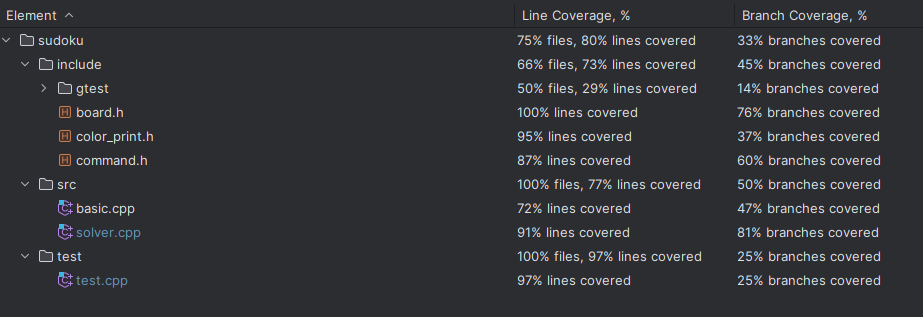 Element Line Coverage, % Branch Coverage, %
sudoku 75% files, 80% lines covered 33% branches covered
include 66% files, 73% lines covered 45% branches covered
gtest 50% files, 29% lines covered 14% branches covered
board.h 100% lines covered 76% branches covered
color_print.h 95% lines covered 37% branches covered
command.h 87% lines covered 60% branches covered
src 100% files, 77% lines covered 50% branches covered
basic.cpp 72% lines covered 47% branches covered
solver.cpp 91% lines covered 81% branches covered
test 100% files, 97% lines covered 25% branches covered
test.cpp 97% lines covered 25% branches covered